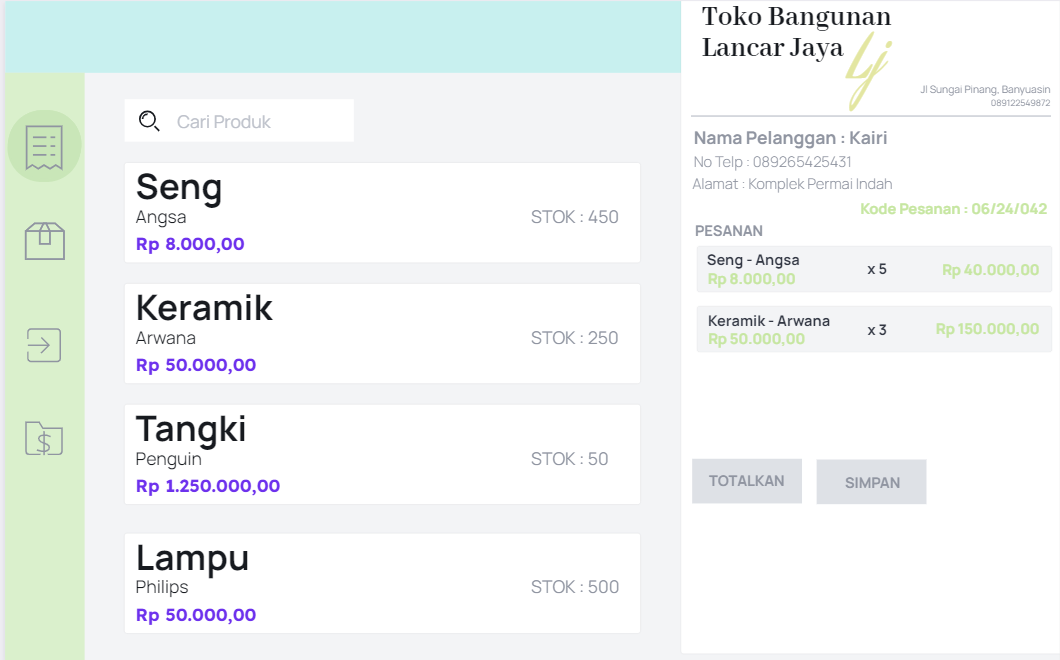 Toko Bangunan
Lancar Jaya
Lj
Jl Sungai Pinang, Banyuasin
089122549872
Cari Produk
Seng
Angsa
STOK : 450
Rp 8.000,00
Keramik
Arwana
STOK : 250
Rp 50.000,00
Tangki
Penguin
STOK : 50
Rp 1.250.000,00
Lampu
Philips
STOK : 500
Rp 50.000,00
Nama Pelanggan : Kairi
No Telp : 089265425431
Alamat : Komplek Permai Indah
Kode Pesanan : 06/24/042
PESANAN
Seng - Angsa
Rp 8.000,00
x 5
Rp 40.000,00
Keramik - Arwana
Rp 50.000,00
x 3
Rp 150.000,00
TOTALKAN
SIMPAN